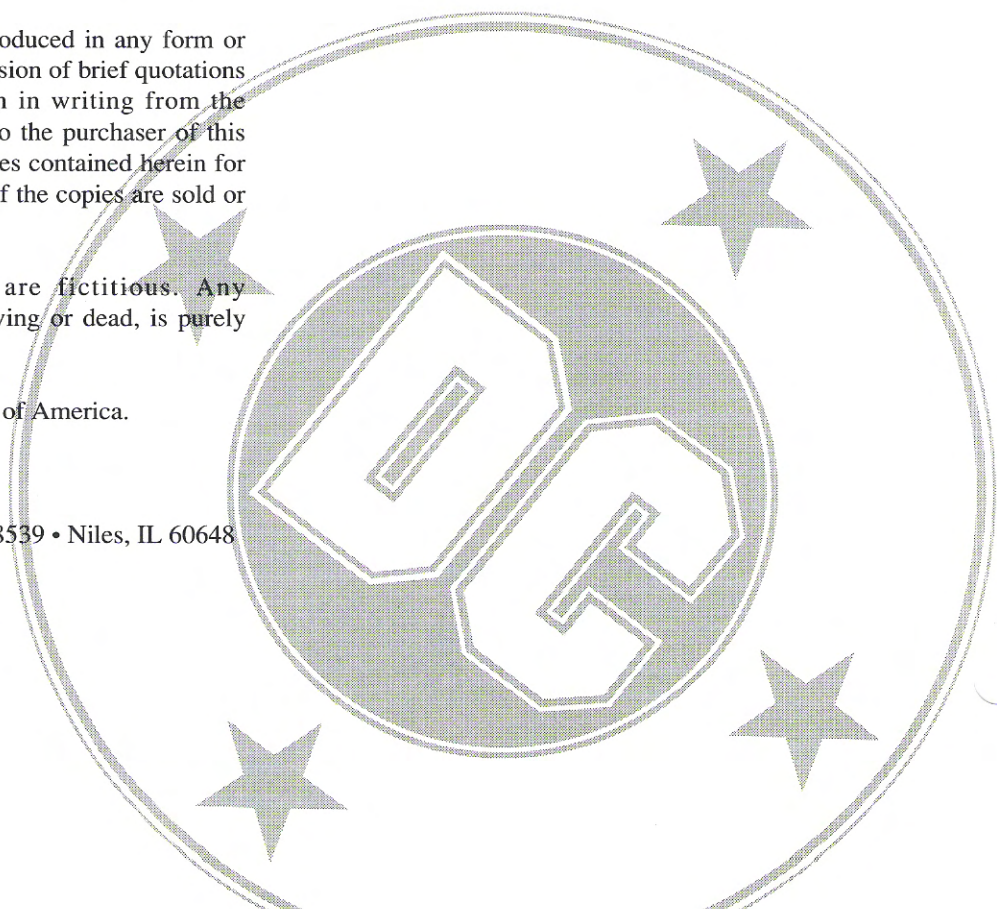 oduced in any form or
sion of brief quotations
n in writing from the
o the purchaser of this
es contained herein for
f the copies are sold or
are fictitious. Any
ving or dead, is purely
of America.
8539 • Niles, IL 60648
DC